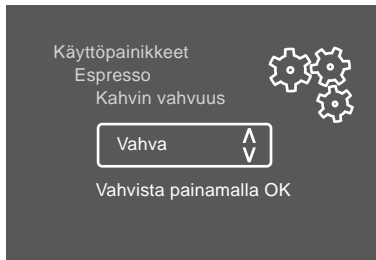 Käyttöpainikkeet
Espresso
Kahvin vahvuus
Vahva
Vahvista painamalla OK